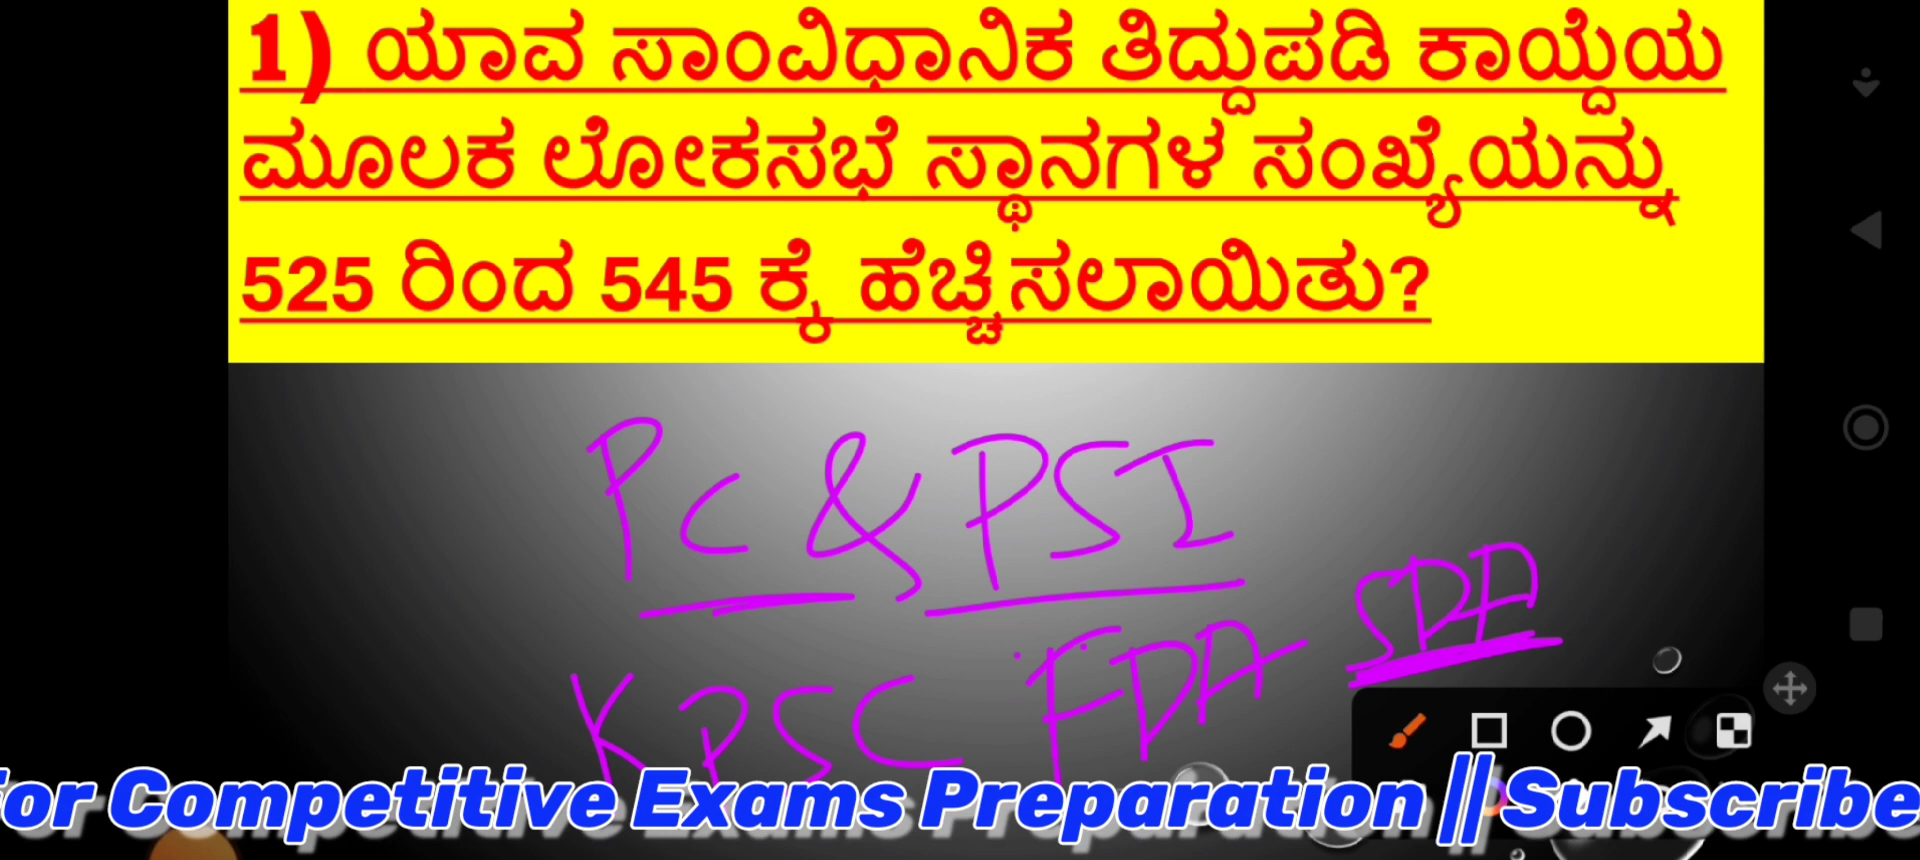 1) ಯಾವ ಸಾಂವಿಧಾನಿಕ ತಿದ್ದುಪಡಿ ಕಾಯ್ದೆಯ
ಮೂಲಕ ಲೋಕಸಭೆ ಸ್ಥಾನಗಳ ಸಂಖ್ಯೆಯನ್ನು
525 ರಿಂದ 545 ಕ್ಕೆ ಹೆಚ್ಚಿಸಲಾಯಿತು?
PC & PSI
KPSC FDA SDA
for Competitive Exams Preparation || Subscribe